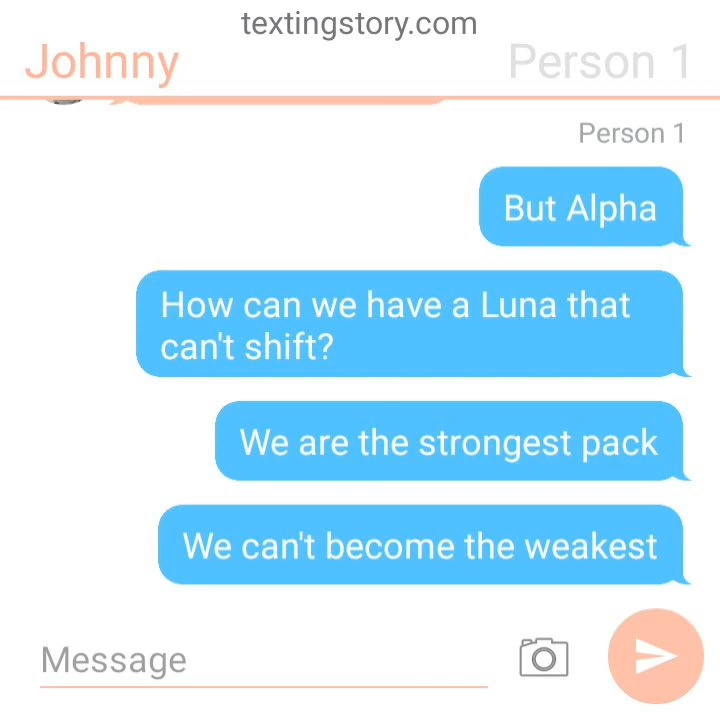 textingstory.com
Johnny
Person 1
Person 1
But Alpha
How can we have a Luna that
can't shift?
We are the strongest pack
We can't become the weakest
Message